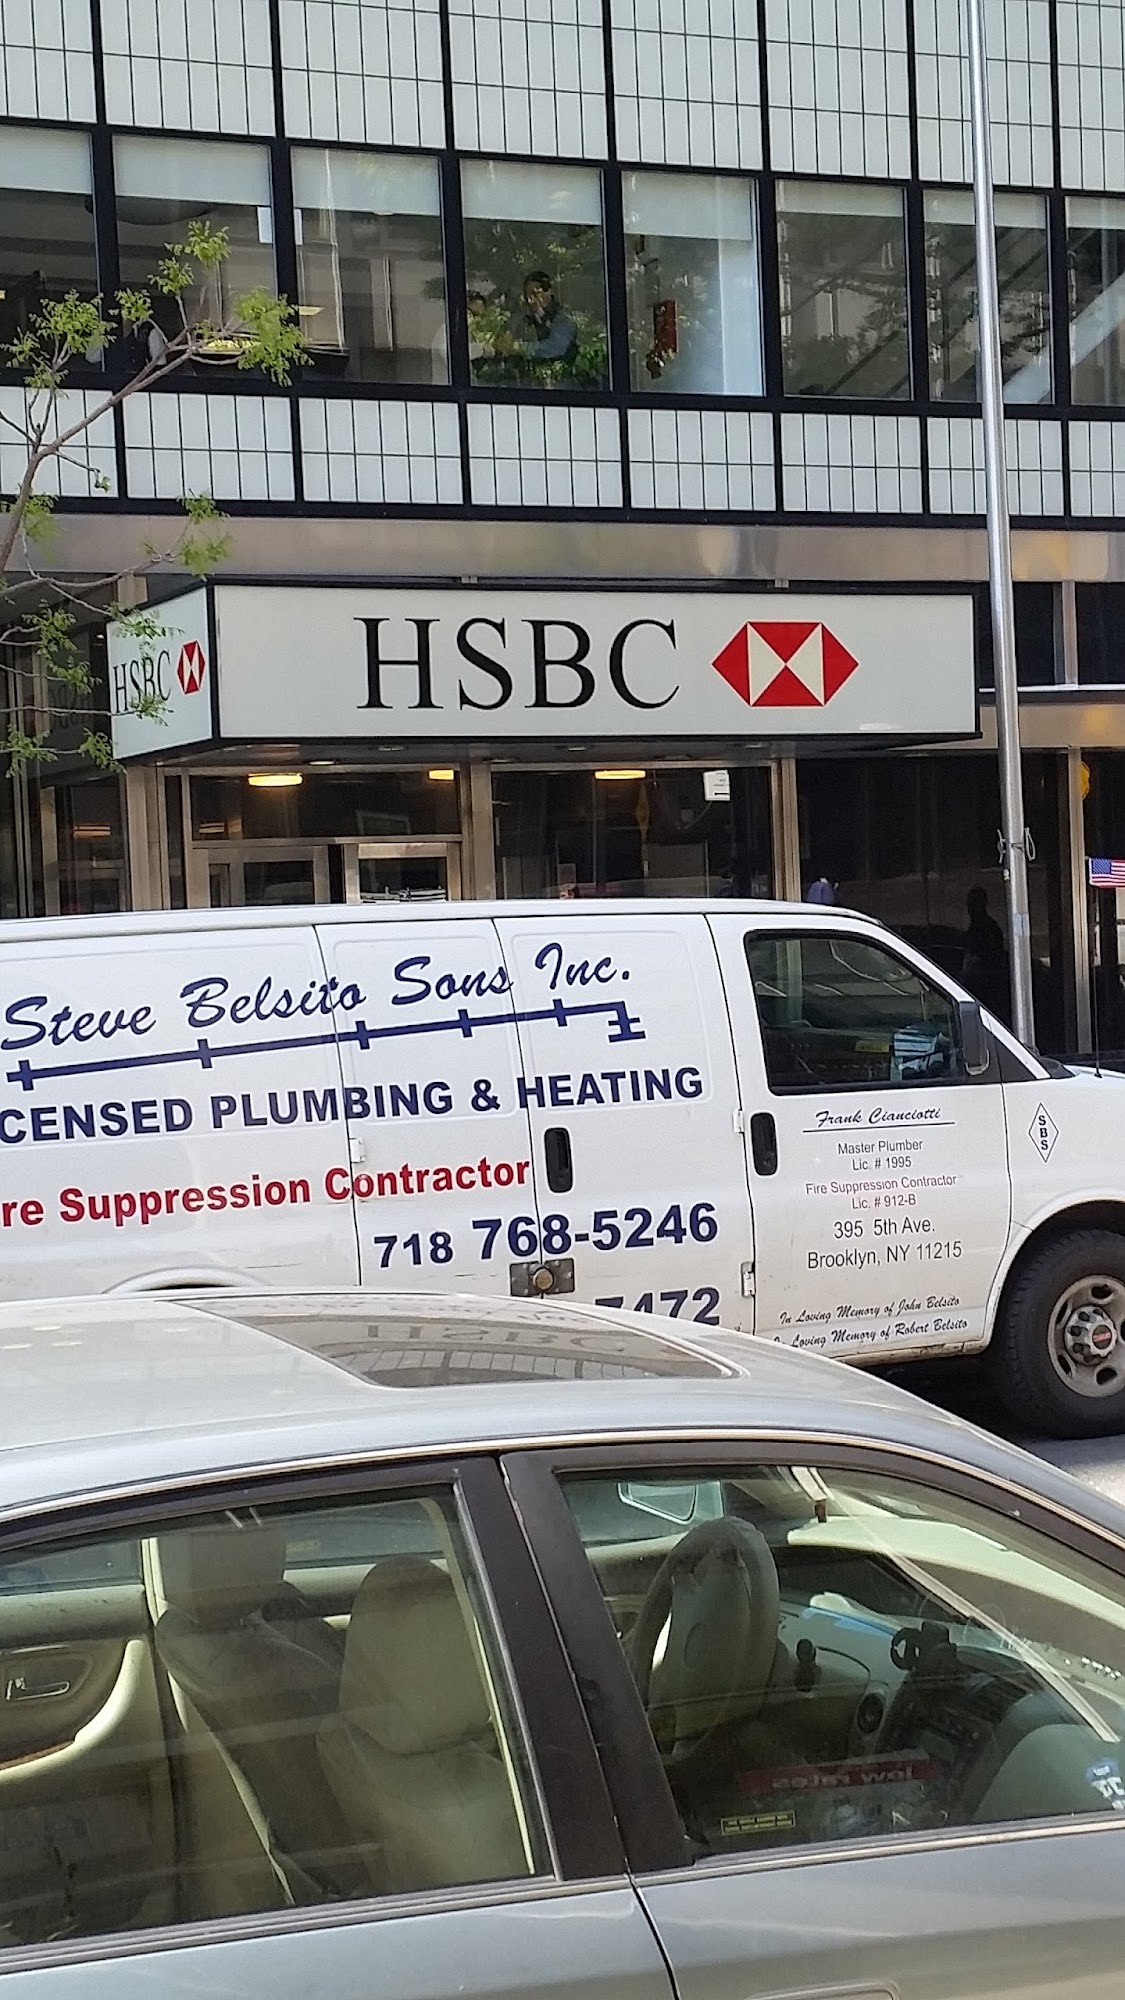 HSBC
HSBC
Steve Belsito Sons Inc.
CENSED PLUMBING & HEATING
re Suppression Contractor
718 768-5246
7472
Frank Cianciotti
Master Plumber
Lic. # 1995
Fire Suppression Contractor
Lic. # 912-B
395 5th Ave.
Brooklyn, NY 11215
In Loving Memory of John Belsito
Loving Memory of Robert Belsito
SBS